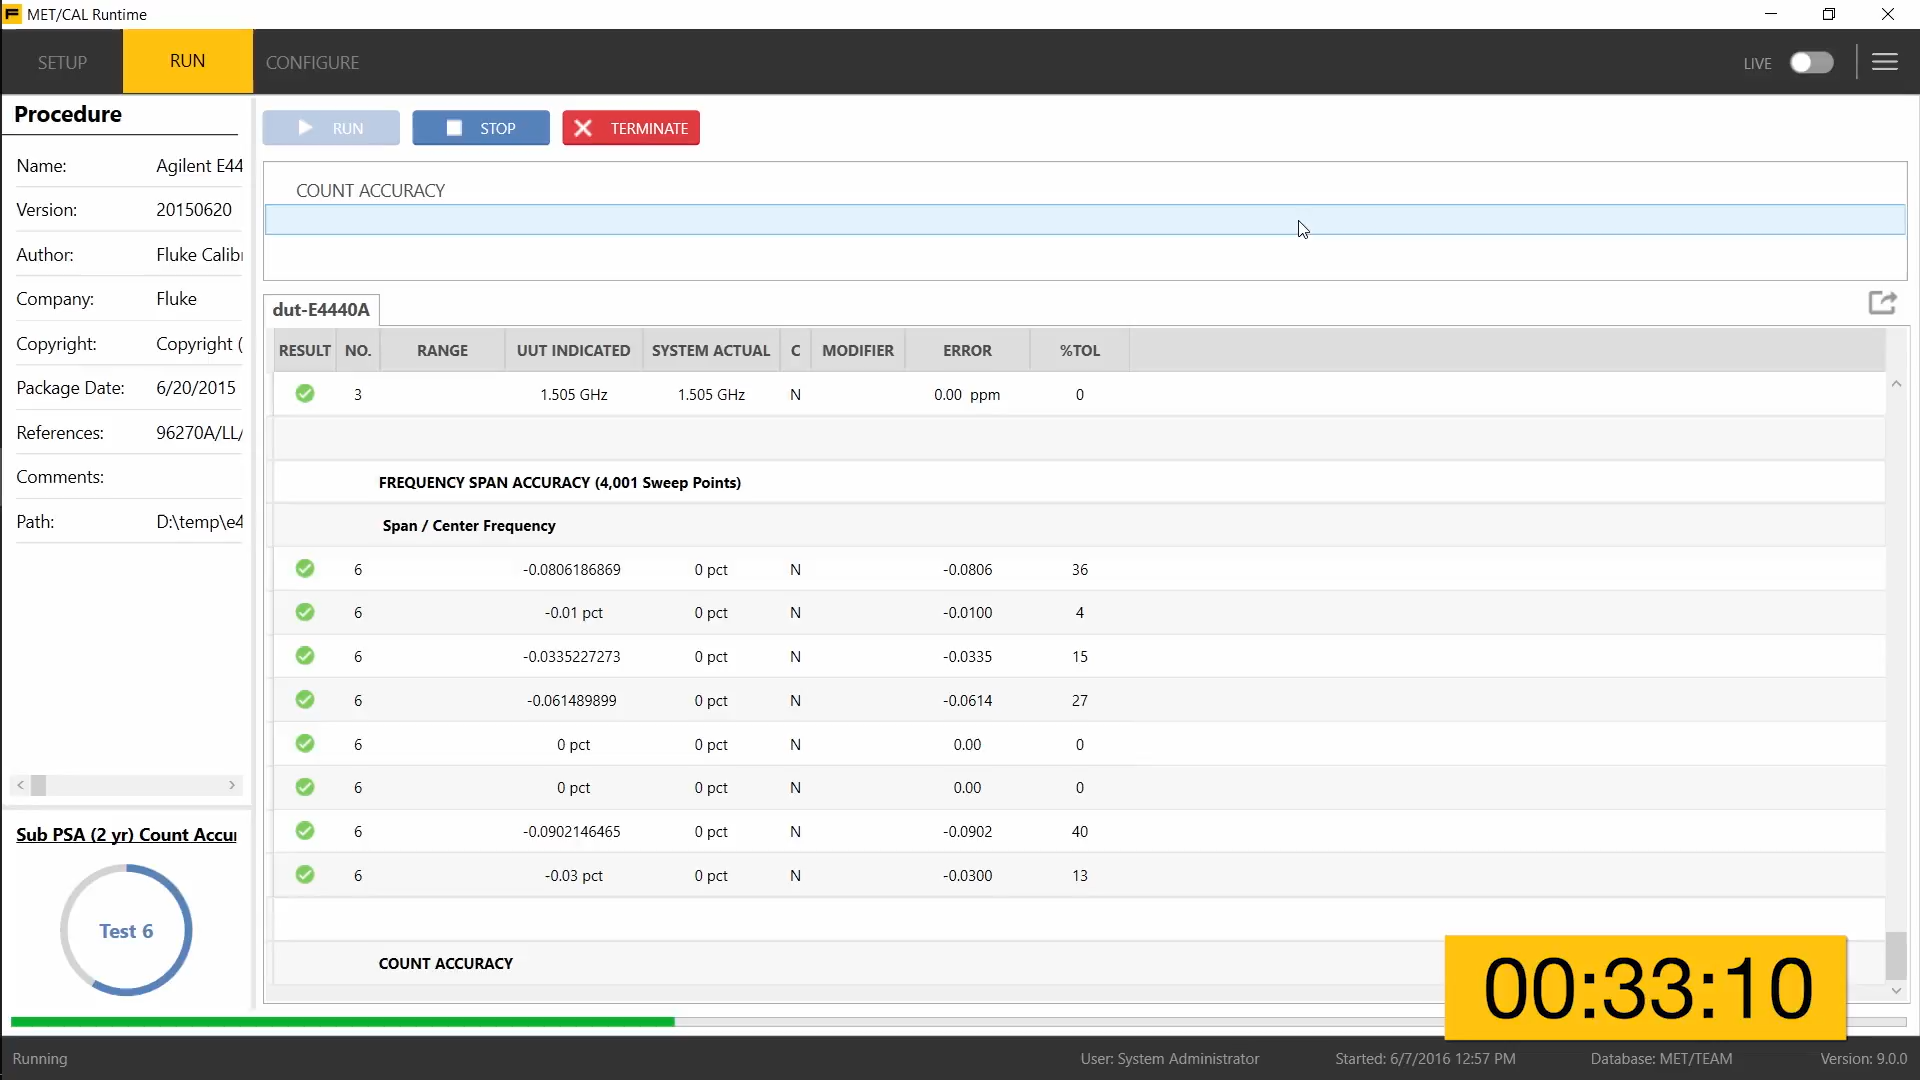 MET/CAL Runtime
SETUP RUN CONFIGURE LIVE
Procedure
Name: Agilent E44
Version: 20150620
Author: Fluke Calib
Company: Fluke
Copyright: Copyright (
Package Date: 6/20/2015
References: 96270A/LL/
Comments:
Path: D:\temp\e4
Sub PSA (2 yr) Count Accu
Test 6
RUN STOP TERMINATE
COUNT ACCURACY
dut-E4440A
RESULT NO. RANGE UUT INDICATED SYSTEM ACTUAL C MODIFIER ERROR %TOL
3 1.505 GHz 1.505 GHz N 0.00 ppm 0
FREQUENCY SPAN ACCURACY (4,001 Sweep Points)
Span / Center Frequency
6 -0.0806186869 0 pct N -0.0806 36
6 -0.01 pct 0 pct N -0.0100 4
6 -0.0335227273 0 pct N -0.0335 15
6 -0.061489899 0 pct N -0.0614 27
6 0 pct 0 pct N 0.00 0
6 0 pct 0 pct N 0.00 0
6 -0.0902146465 0 pct N -0.0902 40
6 -0.03 pct 0 pct N -0.0300 13
COUNT ACCURACY
00:33:10
Running User: System Administrator Started: 6/7/2016 12:57 PM Database: MET/TEAM Version: 9.0.0